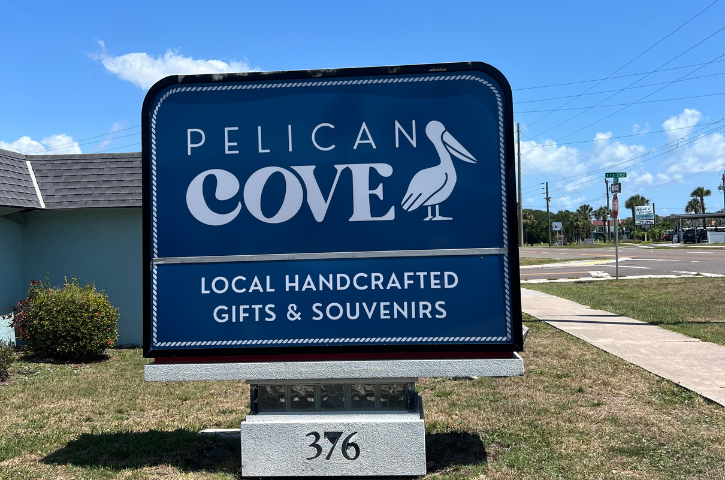 PELICAN
COVE
LOCAL HANDCRAFTED
GIFTS & SOUVENIRS
376